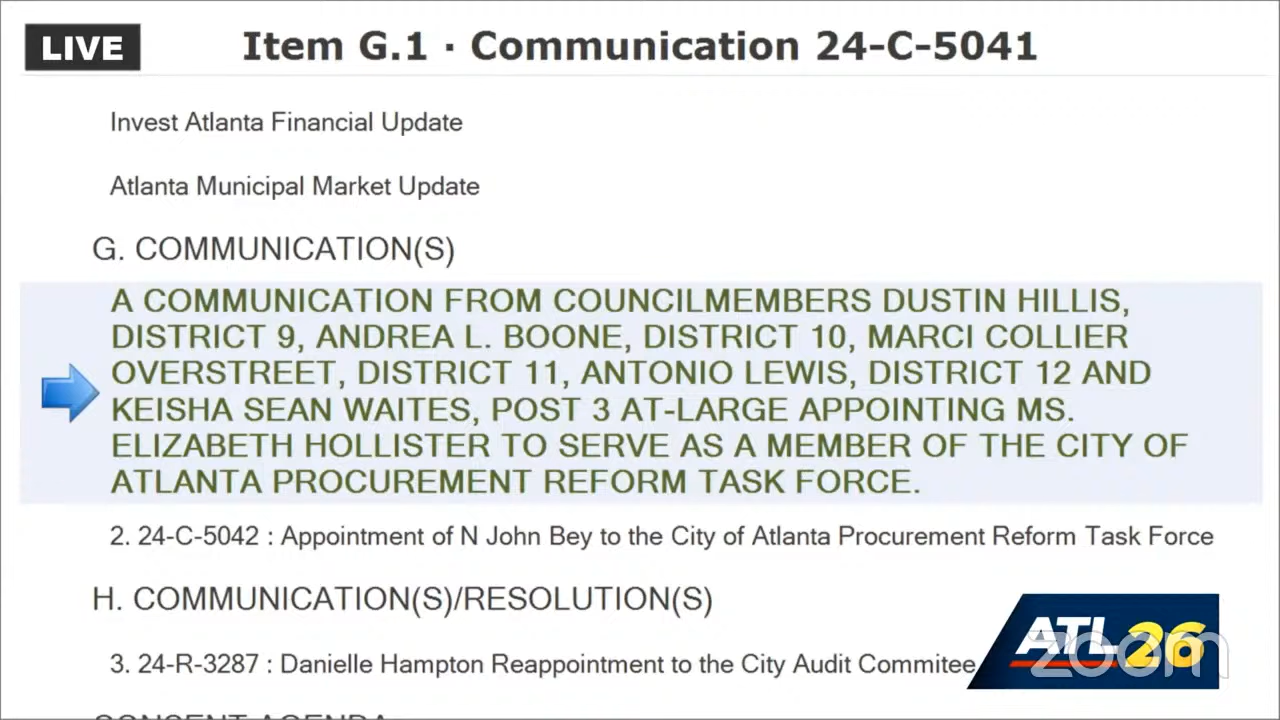 LIVE
Item G.1 · Communication 24-C-5041
Invest Atlanta Financial Update
Atlanta Municipal Market Update
G. COMMUNICATION(S)
A COMMUNICATION FROM COUNCILMEMBERS DUSTIN HILLIS,
DISTRICT 9, ANDREA L. BOONE, DISTRICT 10, MARCI COLLIER
OVERSTREET, DISTRICT 11, ANTONIO LEWIS, DISTRICT 12 AND
KEISHA SEAN WAITES, POST 3 AT-LARGE APPOINTING MS.
ELIZABETH HOLLISTER TO SERVE AS A MEMBER OF THE CITY OF
ATLANTA PROCUREMENT REFORM TASK FORCE.
2. 24-C-5042 : Appointment of N John Bey to the City of Atlanta Procurement Reform Task Force
H. COMMUNICATION(S)/RESOLUTION(S)
3. 24-R-3287 : Danielle Hampton Reappointment to the City Audit Commitee
ATL 26
zoom
CONSENT AGENDA